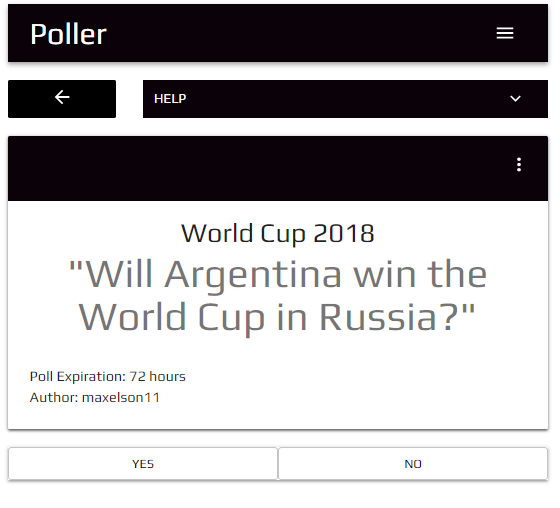 Poller
HELP
World Cup 2018
"Will Argentina win the
World Cup in Russia?"
Poll Expiration: 72 hours
Author: maxelson11
YES
NO